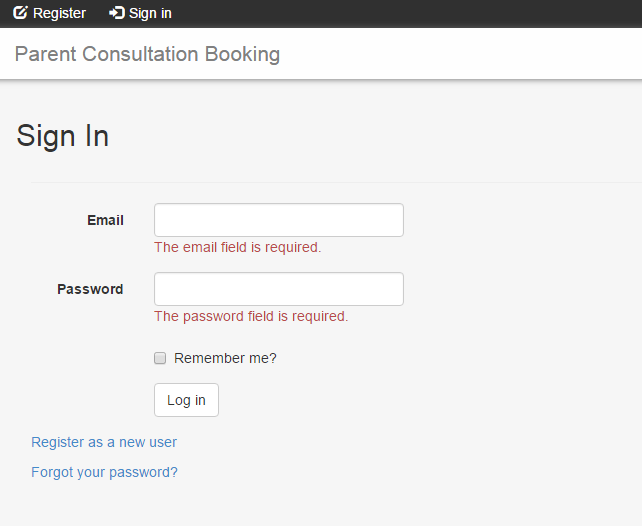 Register Sign in
Parent Consultation Booking
Sign In
Email
The email field is required.
Password
The password field is required.
Remember me?
Log in
Register as a new user
Forgot your password?